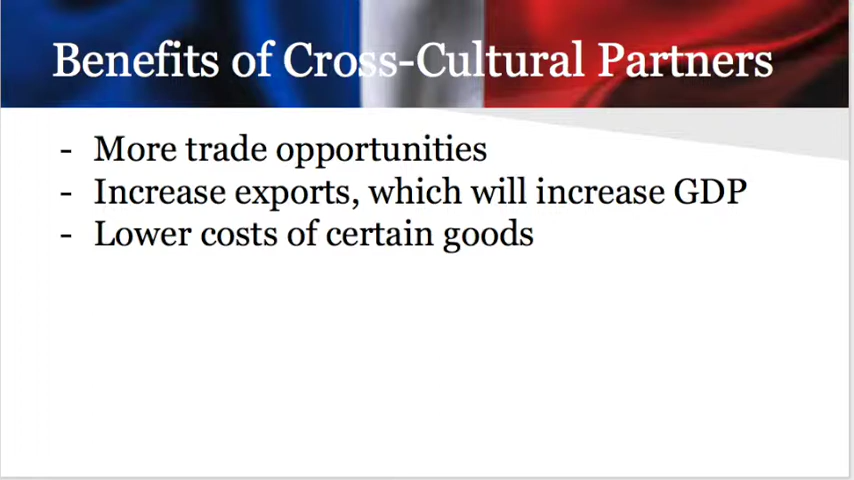 Benefits of Cross-Cultural Partners
- More trade opportunities
- Increase exports, which will increase GDP
- Lower costs of certain goods